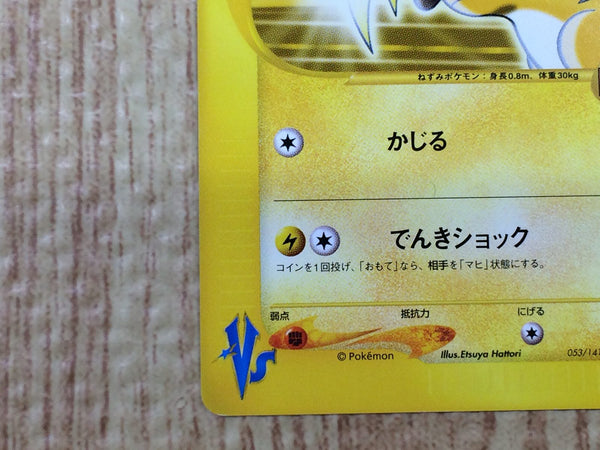 ねずみポケモン：身長0.8m、体重30kg
かじる
でんきショック
コインを1回投げ、「おもて」なら、相手を「マヒ」状態にする。
弱点 抵抗力 にげる
© Pokémon Illus.Etsuya Hattori 053/141
VS